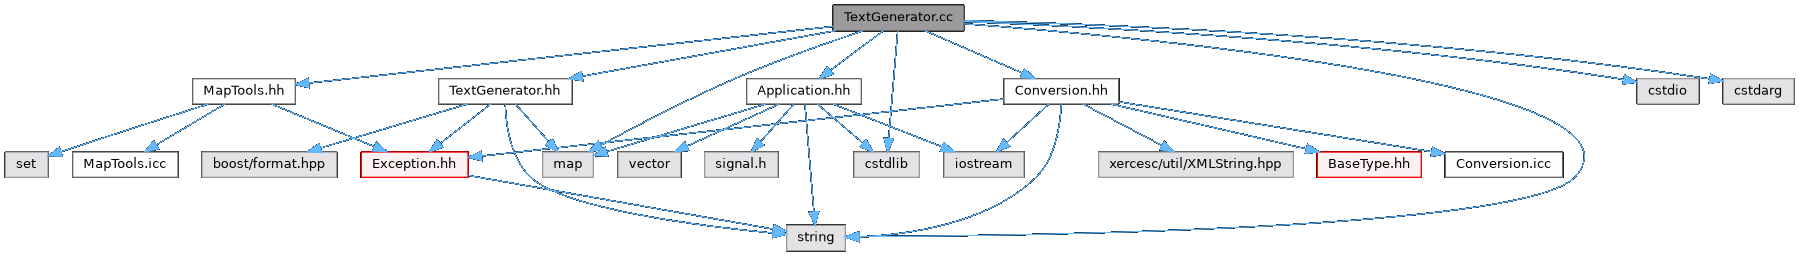 TextGenerator.cc
MapTools.hh
TextGenerator.hh
Application.hh
Conversion.hh
cstdio
cstdarg
set
MapTools.icc
boost/format.hpp
Exception.hh
map
vector
signal.h
cstdlib
iostream
xercesc/util/XMLString.hpp
BaseType.hh
Conversion.icc
string